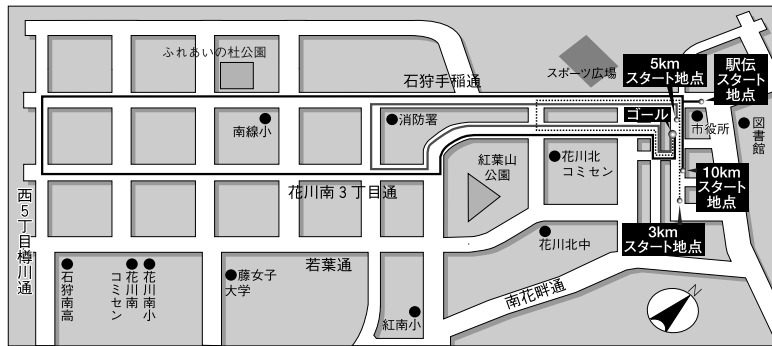 ふれあいの杜公園
石狩手稲通
スポーツ広場
5km
スタート地点
駅伝
スタート
地点
南線小
消防署
ゴール
市役所
図書館
紅葉山
公園
花川北
コミセン
10km
スタート
地点
花川南3丁目通
3km
スタート地点
西5丁目樽川通
花川北中
若葉通
石狩南高
花川南
コミセン
花川南小
藤女子
大学
紅南小
南花畔通
N